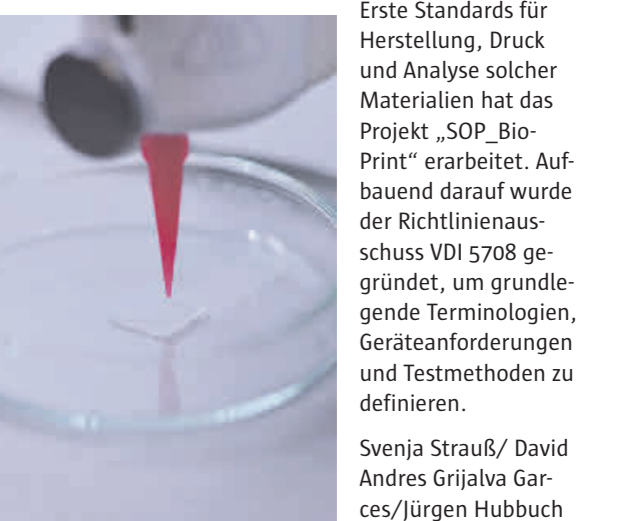 Erste Standards für
Herstellung, Druck
und Analyse solcher
Materialien hat das
Projekt „SOP_Bio-
Print“ erarbeitet. Auf-
bauend darauf wurde
der Richtlinienaus-
schuss VDI 5708 ge-
gründet, um grundle-
gende Terminologien,
Geräteanforderungen
und Testmethoden zu
definieren.
Svenja Strauß/ David
Andres Grijalva Gar-
ces/Jürgen Hubbuch